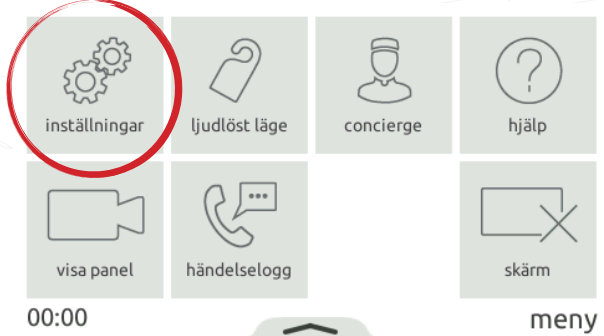 inställningar ljudlöst läge concierge hjälp
visa panel händelselogg skärm
00:00 meny